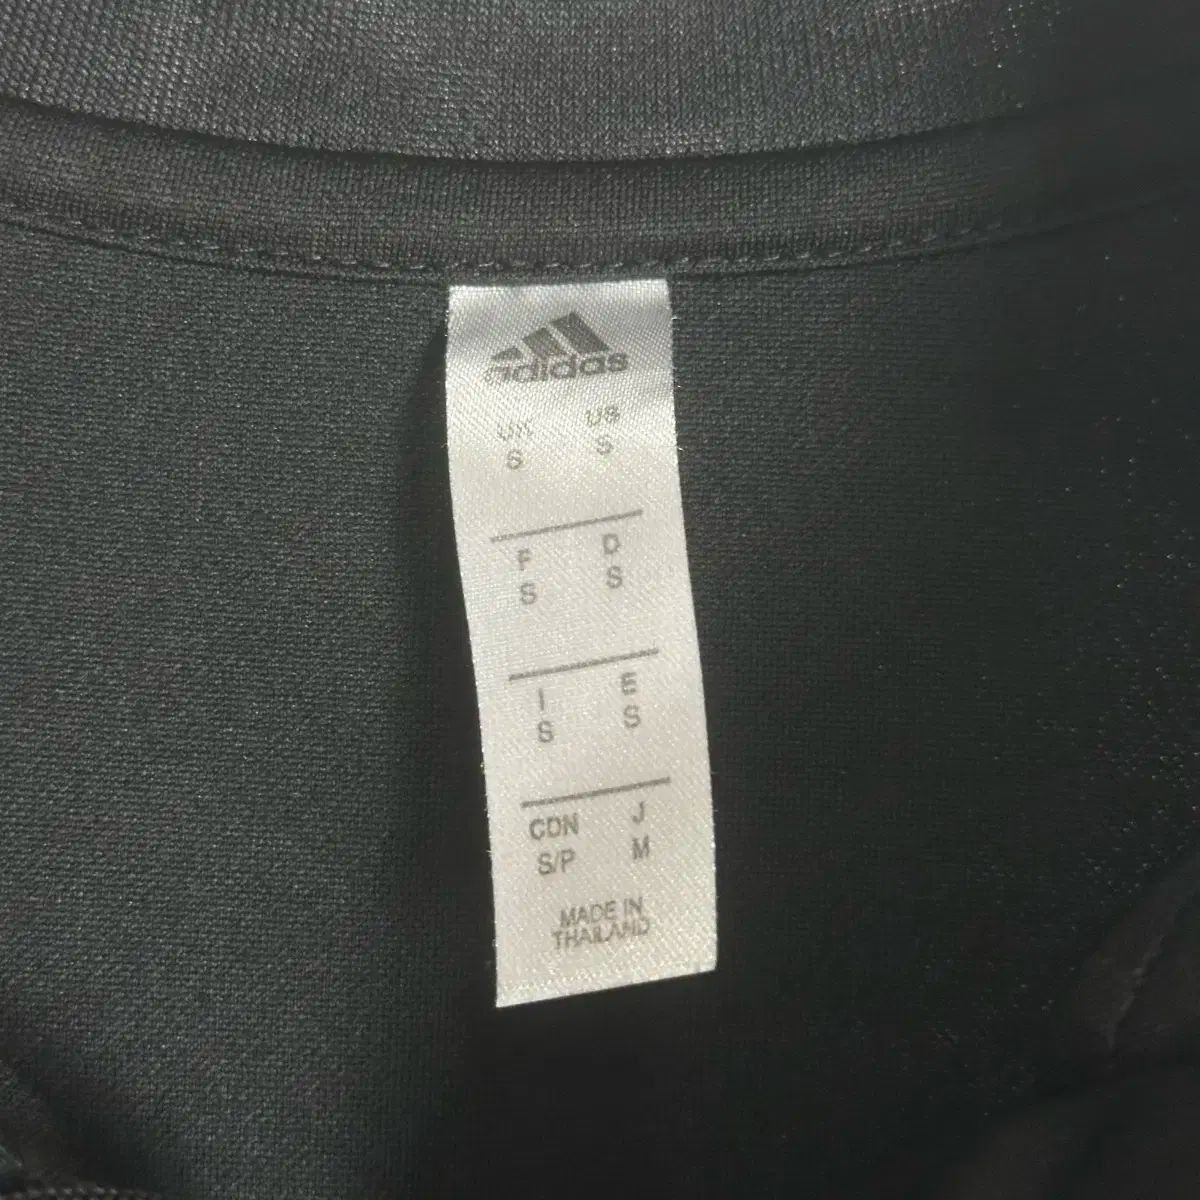 adidas
UK US
S S
F D
S S
I E
S S
CDN J
S/P M
MADE IN
THAILAND